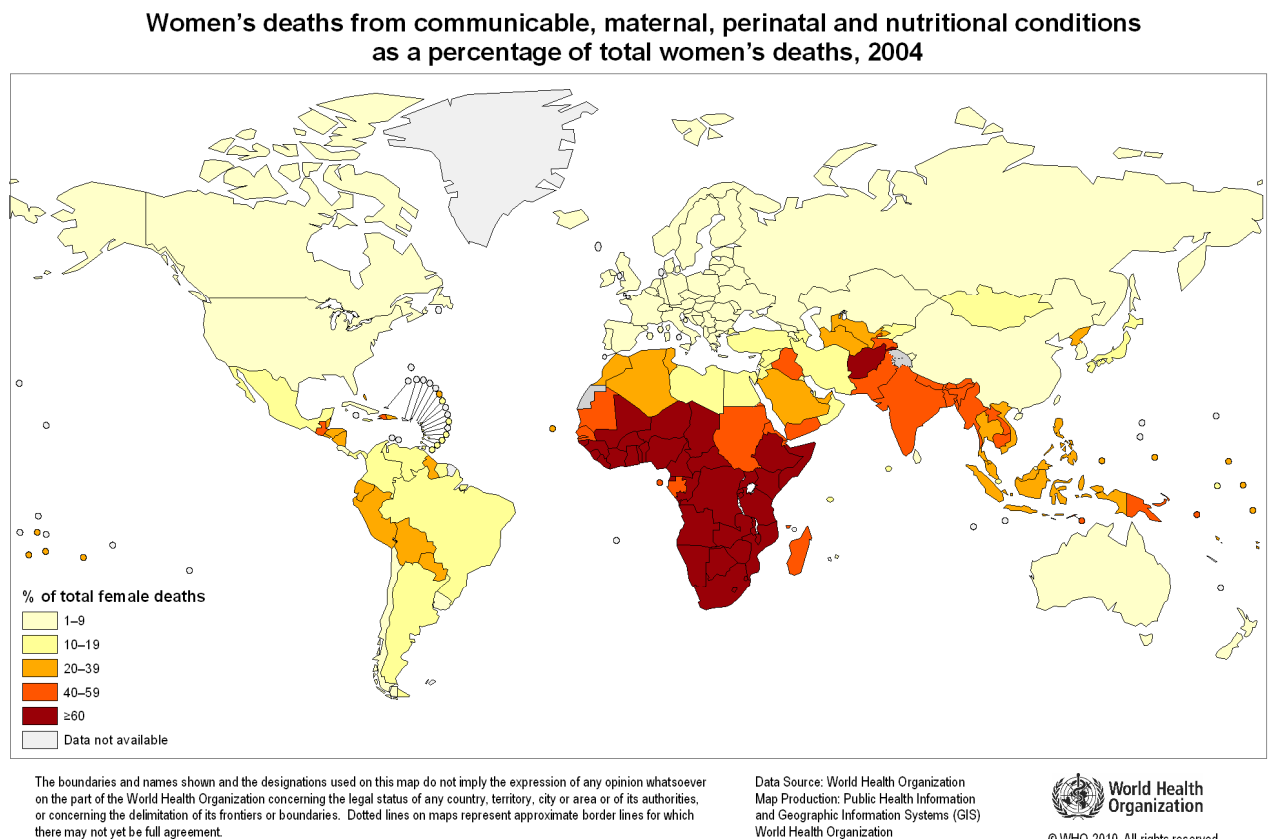 Women’s deaths from communicable, maternal, perinatal and nutritional conditions
as a percentage of total women’s deaths, 2004
% of total female deaths
1–9
10–19
20–39
40–59
≥60
Data not available
The boundaries and names shown and the designations used on this map do not imply the expression of any opinion whatsoever
on the part of the World Health Organization concerning the legal status of any country, territory, city or area or of its authorities,
or concerning the delimitation of its frontiers or boundaries. Dotted lines on maps represent approximate border lines for which
there may not yet be full agreement.
Data Source: World Health Organization
Map Production: Public Health Information
and Geographic Information Systems (GIS)
World Health Organization
World Health
Organization
© WHO 2010. All rights reserved